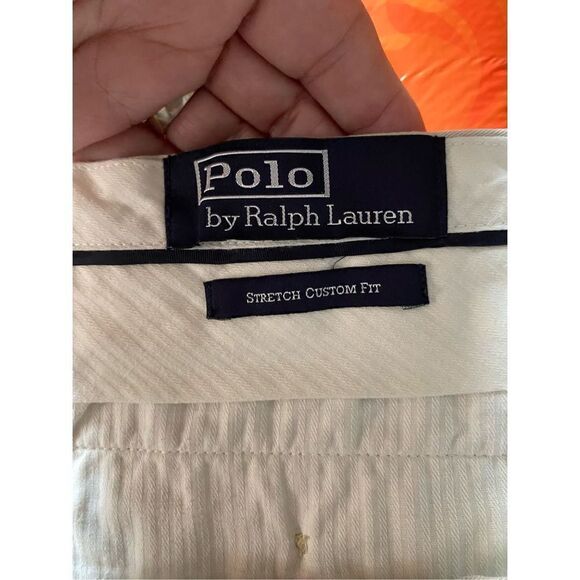 Polo
by Ralph Lauren
STRETCH CUSTOM FIT